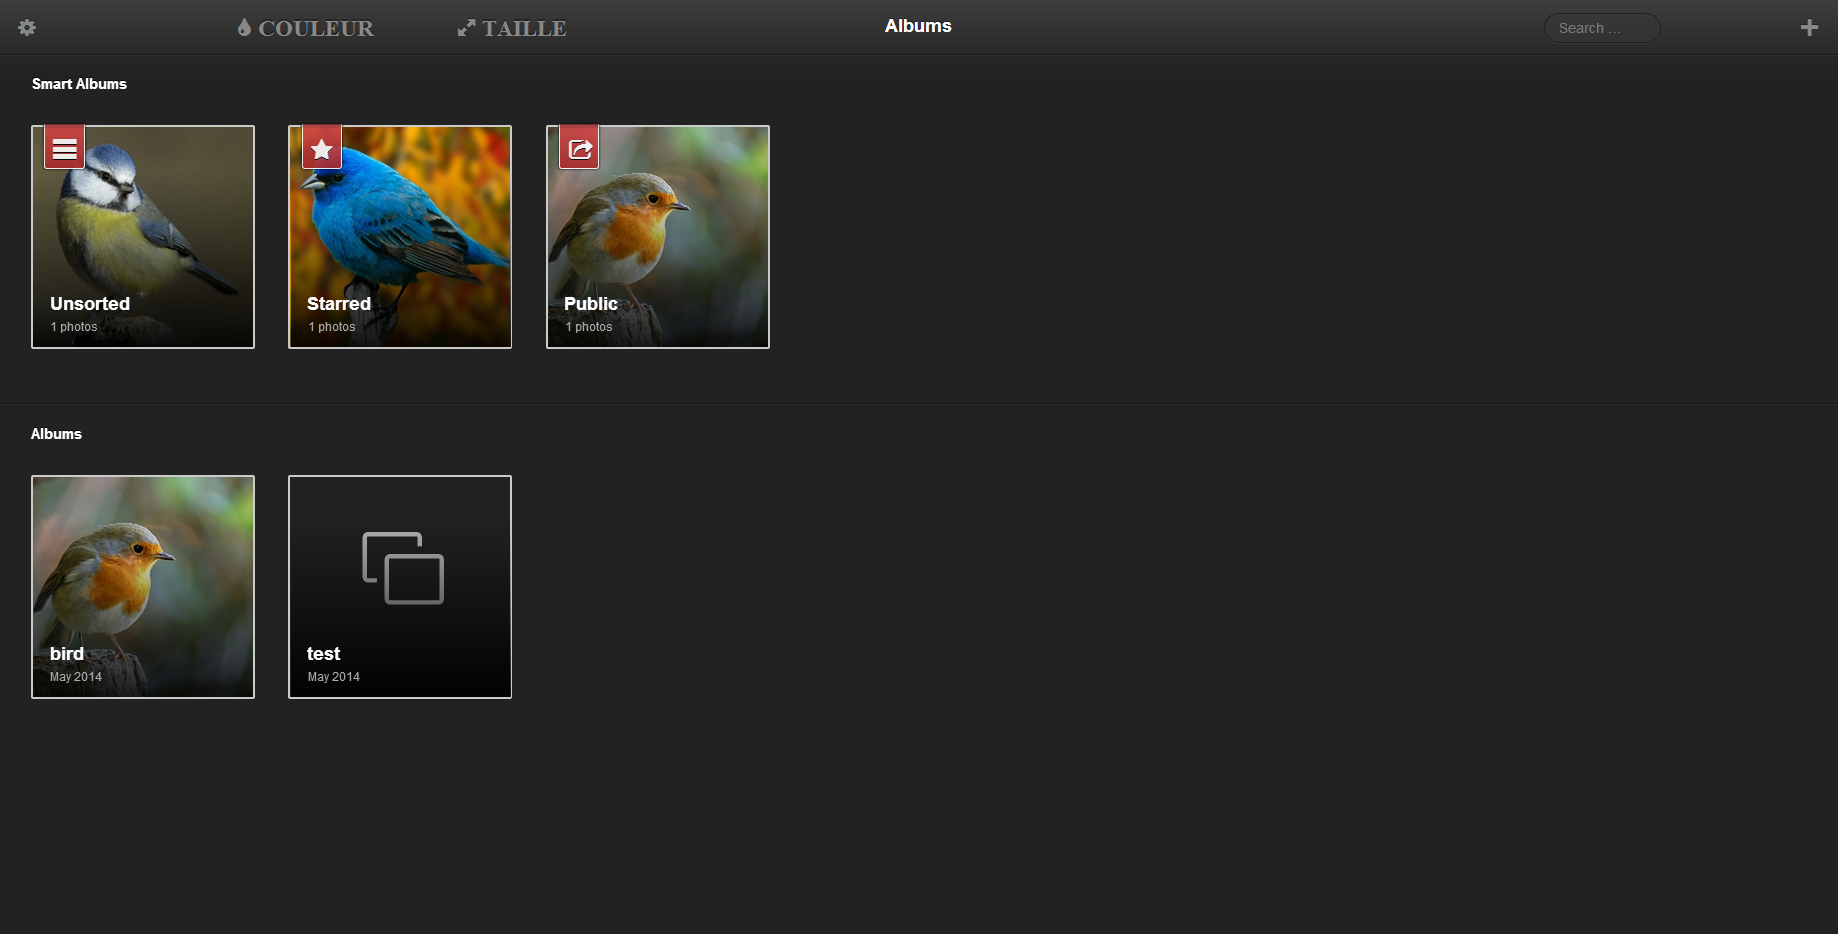 COULEUR
TAILLE
Albums
Search ...
Smart Albums
Unsorted
1 photos
Starred
1 photos
Public
1 photos
Albums
bird
May 2014
test
May 2014